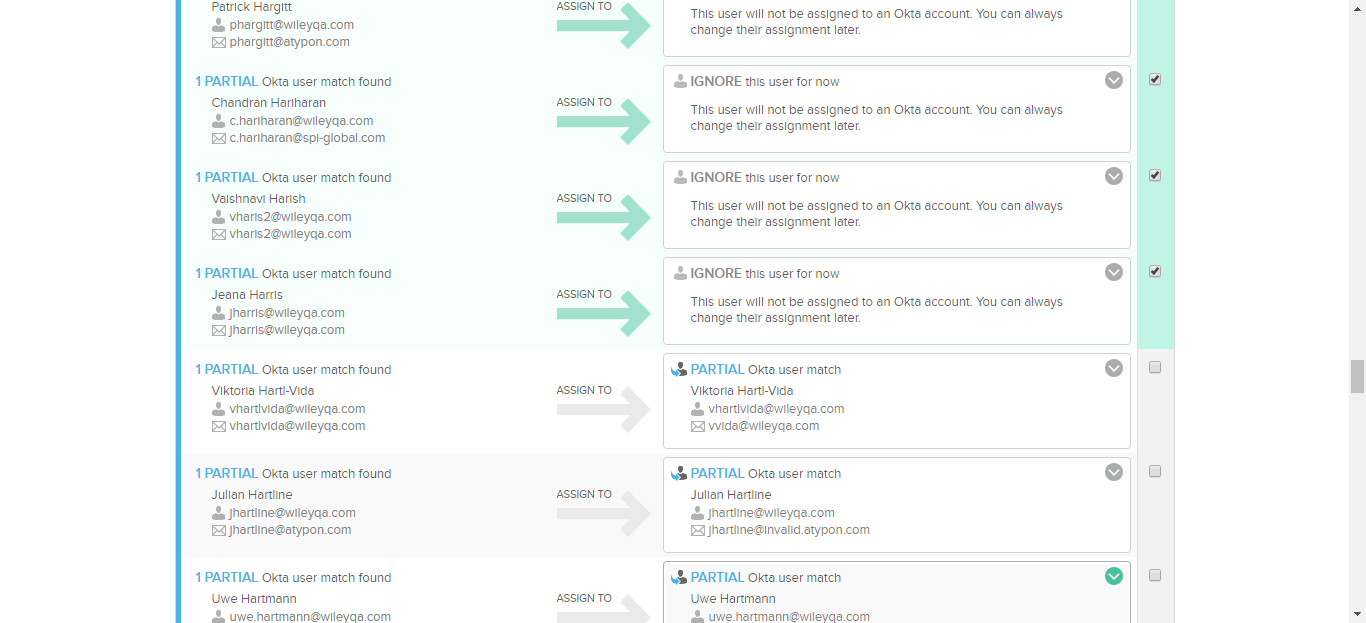 Patrick Hargitt
phargitt@wileyqa.com
phargitt@atypon.com
ASSIGN TO
This user will not be assigned to an Okta account. You can always
change their assignment later.
1 PARTIAL Okta user match found
Chandran Hariharan
c.hariharan@wileyqa.com
c.hariharan@spi-global.com
ASSIGN TO
IGNORE this user for now
This user will not be assigned to an Okta account. You can always
change their assignment later.
1 PARTIAL Okta user match found
Vaishnavi Harish
vharis2@wileyqa.com
vharis2@wileyqa.com
ASSIGN TO
IGNORE this user for now
This user will not be assigned to an Okta account. You can always
change their assignment later.
1 PARTIAL Okta user match found
Jeana Harris
jharris@wileyqa.com
jharris@wileyqa.com
ASSIGN TO
IGNORE this user for now
This user will not be assigned to an Okta account. You can always
change their assignment later.
1 PARTIAL Okta user match found
Viktoria Hartl-Vida
vhartlvida@wileyqa.com
vhartlvida@wileyqa.com
ASSIGN TO
PARTIAL Okta user match
Viktoria Hartl-Vida
vhartlvida@wileyqa.com
vvida@wileyqa.com
1 PARTIAL Okta user match found
Julian Hartline
jhartline@wileyqa.com
jhartline@atypon.com
ASSIGN TO
PARTIAL Okta user match
Julian Hartline
jhartline@wileyqa.com
jhartline@invalid.atypon.com
1 PARTIAL Okta user match found
Uwe Hartmann
uwe.hartmann@wileyqa.com
ASSIGN TO
PARTIAL Okta user match
Uwe Hartmann
uwe.hartmann@wileyqa.com